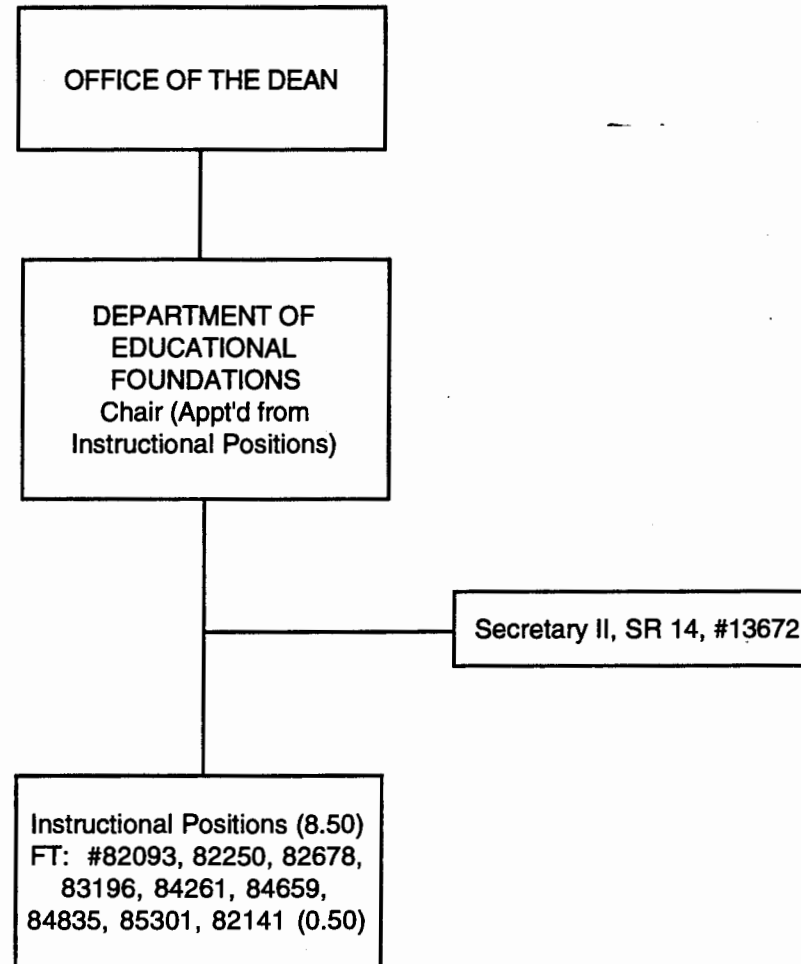 OFFICE OF THE DEAN
DEPARTMENT OF
EDUCATIONAL
FOUNDATIONS
Chair (Appt'd from
Instructional Positions)
Secretary II, SR 14, #13672
Instructional Positions (8.50)
FT: #82093, 82250, 82678,
83196, 84261, 84659,
84835, 85301, 82141 (0.50)